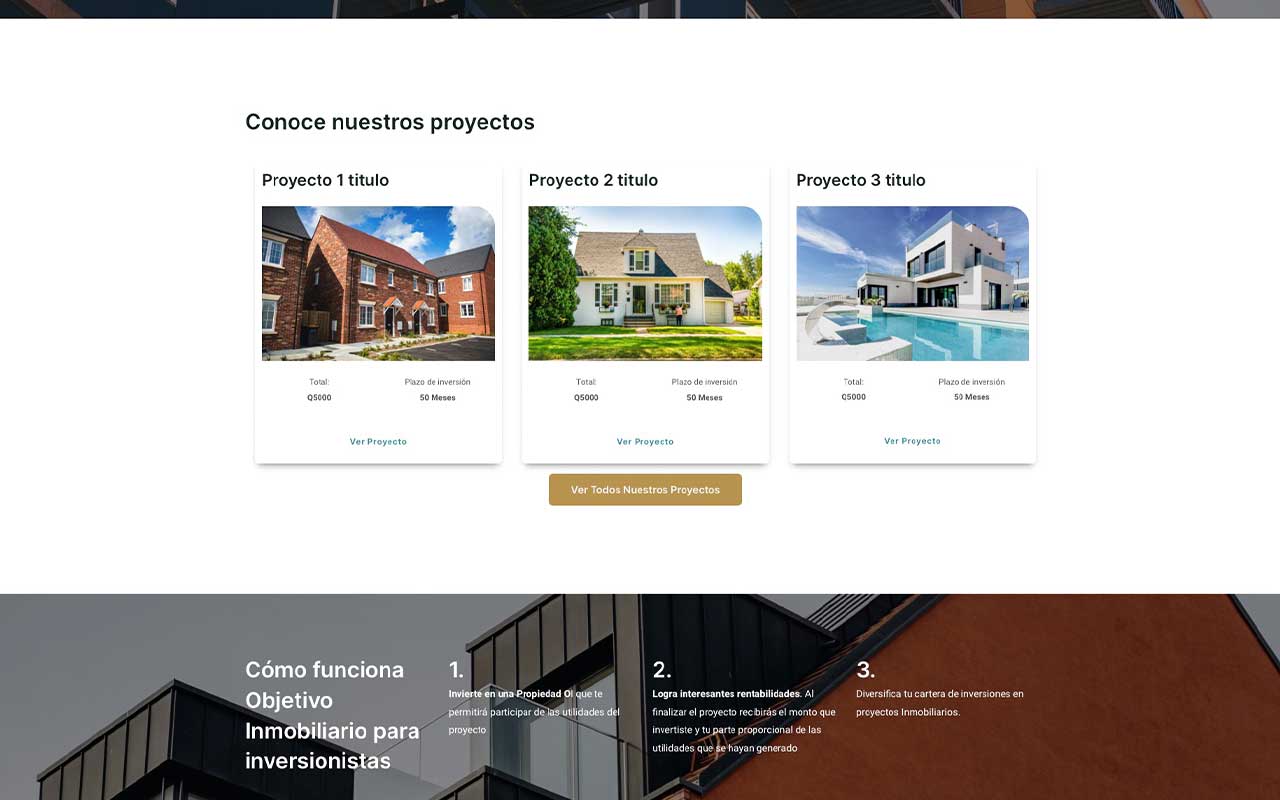 Conoce nuestros proyectos
Proyecto 1 titulo
Total:
Plazo de inversión
Q5000
50 Meses
Ver Proyecto
Proyecto 2 titulo
Total:
Plazo de inversión
Q5000
50 Meses
Ver Proyecto
Proyecto 3 titulo
Total:
Plazo de inversión
Q5000
50 Meses
Ver Proyecto
Ver Todos Nuestros Proyectos
Cómo funciona
Objetivo
Inmobiliario para
inversionistas
1.
Invierte en una Propiedad OI que te
permitirá participar de las utilidades del
proyecto
2.
Logra interesantes rentabilidades. Al
finalizar el proyecto recibirás el monto que
invertiste y tu parte proporcional de las
utilidades que se hayan generado
3.
Diversifica tu cartera de inversiones en
proyectos Inmobiliarios.